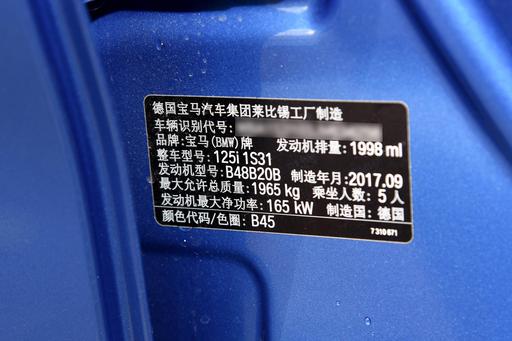 德国宝马汽车集团莱比锡工厂制造
车辆识别代号:
品牌:宝马(BMW)牌 发动机排量: 1998 ml
整车型号: 125i 1S31
发动机型号: B48B20B 制造年月: 2017.09
最大允许总质量: 1965 kg 乘坐人数: 5 人
发动机最大净功率: 165 kW 制造国: 德国
颜色代码/色圈: B45
7 310 671